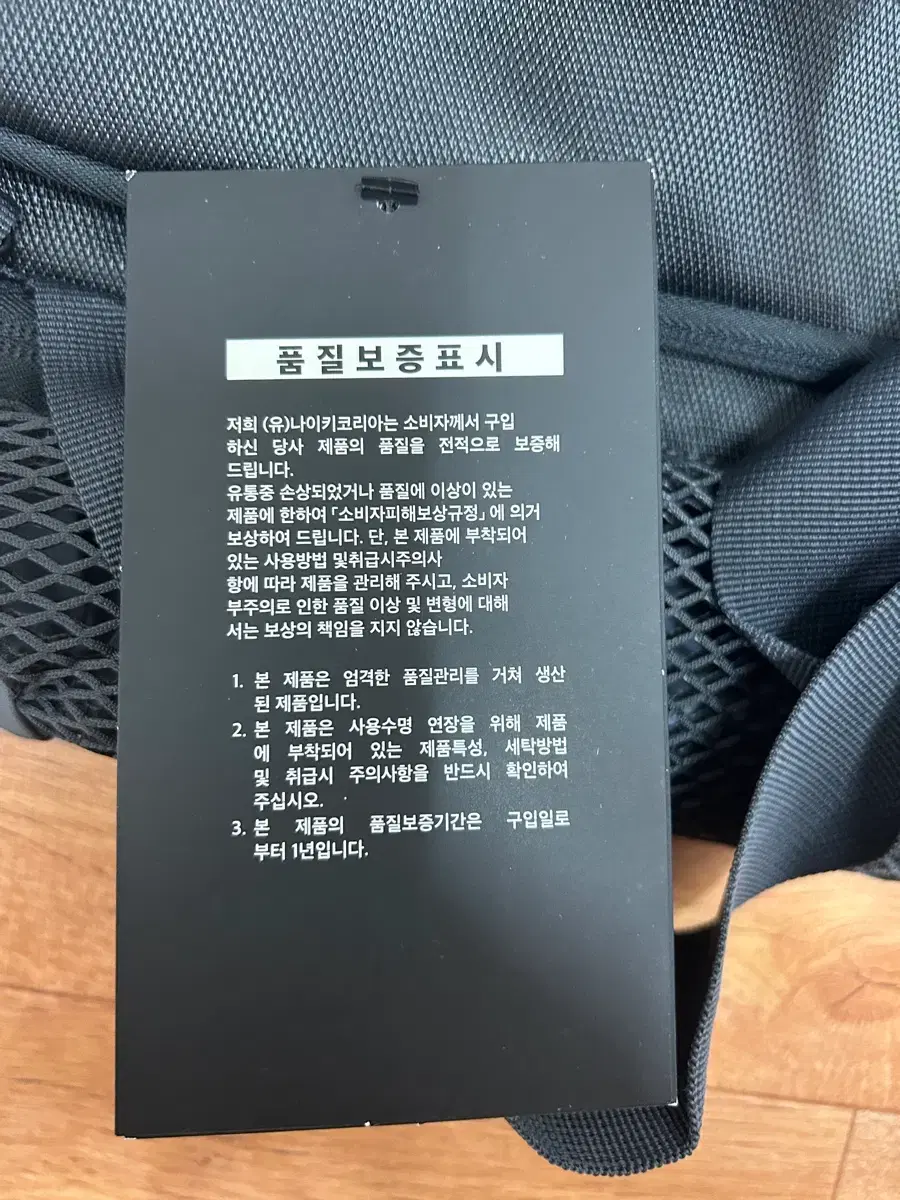 품질보증표시
저희 (유)나이키코리아는 소비자께서 구입
하신 당사 제품의 품질을 전적으로 보증해
드립니다.
유통중 손상되었거나 품질에 이상이 있는
제품에 한하여 「소비자피해보상규정」에 의거
보상하여 드립니다. 단, 본 제품에 부착되어
있는 사용방법 및취급시주의사
항에 따라 제품을 관리해 주시고, 소비자
부주의로 인한 품질 이상 및 변형에 대해
서는 보상의 책임을 지지 않습니다.
1. 본 제품은 엄격한 품질관리를 거쳐 생산
된 제품입니다.
2. 본 제품은 사용수명 연장을 위해 제품
에 부착되어 있는 제품특성, 세탁방법
및 취급시 주의사항을 반드시 확인하여
주십시오.
3. 본 제품의 품질보증기간은 구입일로
부터 1년입니다.